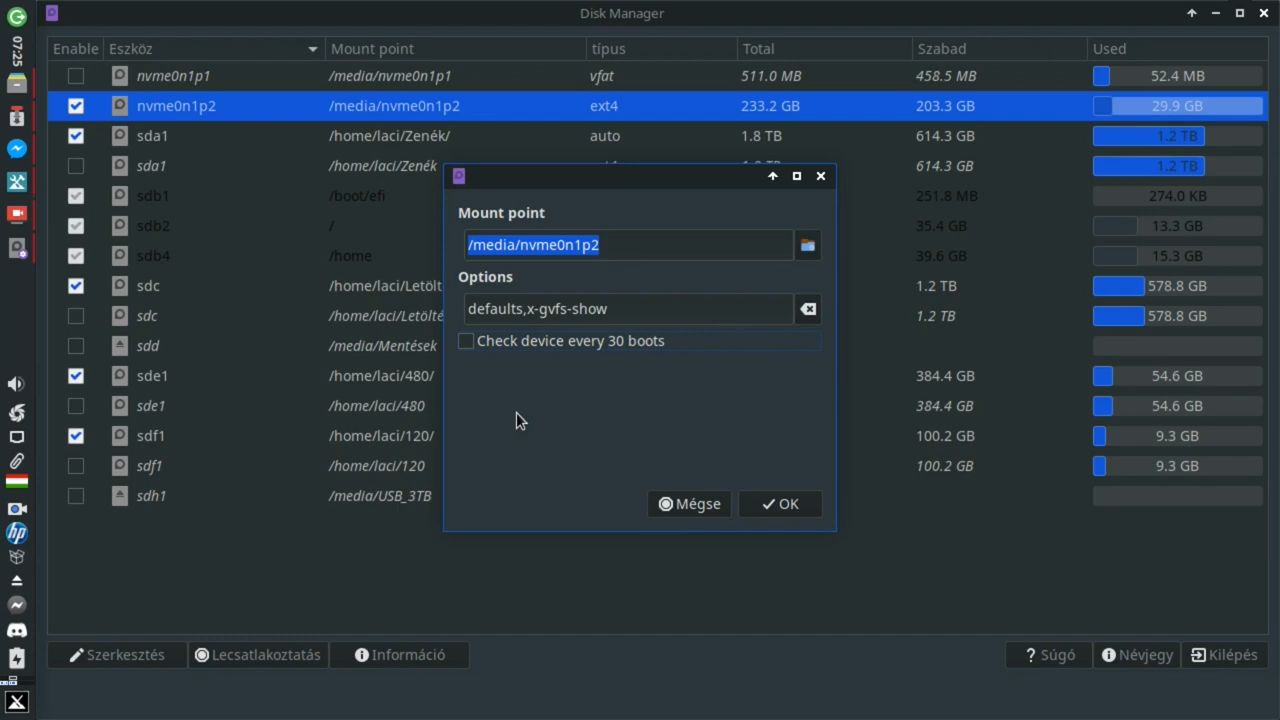 Disk Manager
07:25
Enable Eszköz Mount point típus Total Szabad Used
nvme0n1p1 /media/nvme0n1p1 vfat 511.0 MB 458.5 MB 52.4 MB
nvme0n1p2 /media/nvme0n1p2 ext4 233.2 GB 203.3 GB 29.9 GB
sda1 /home/laci/Zenék/ auto 1.8 TB 614.3 GB 1.2 TB
sda1 /home/laci/Zenék 614.3 GB 1.2 TB
sdb1 /boot/efi 251.8 MB 274.0 KB
sdb2 / 35.4 GB 13.3 GB
sdb4 /home 39.6 GB 15.3 GB
sdc /home/laci/Letölt 1.2 TB 578.8 GB
sdc /home/laci/Letölté 1.2 TB 578.8 GB
sdd /media/Mentések
sde1 /home/laci/480/ 384.4 GB 54.6 GB
sde1 /home/laci/480 384.4 GB 54.6 GB
sdf1 /home/laci/120/ 100.2 GB 9.3 GB
sdf1 /home/laci/120 100.2 GB 9.3 GB
sdh1 /media/USB_3TB
Mount point
/media/nvme0n1p2
Options
defaults,x-gvfs-show
Check device every 30 boots
Mégse OK
hp
Szerkesztés Lecsatlakoztatás Információ Súgó Névjegy Kilépés